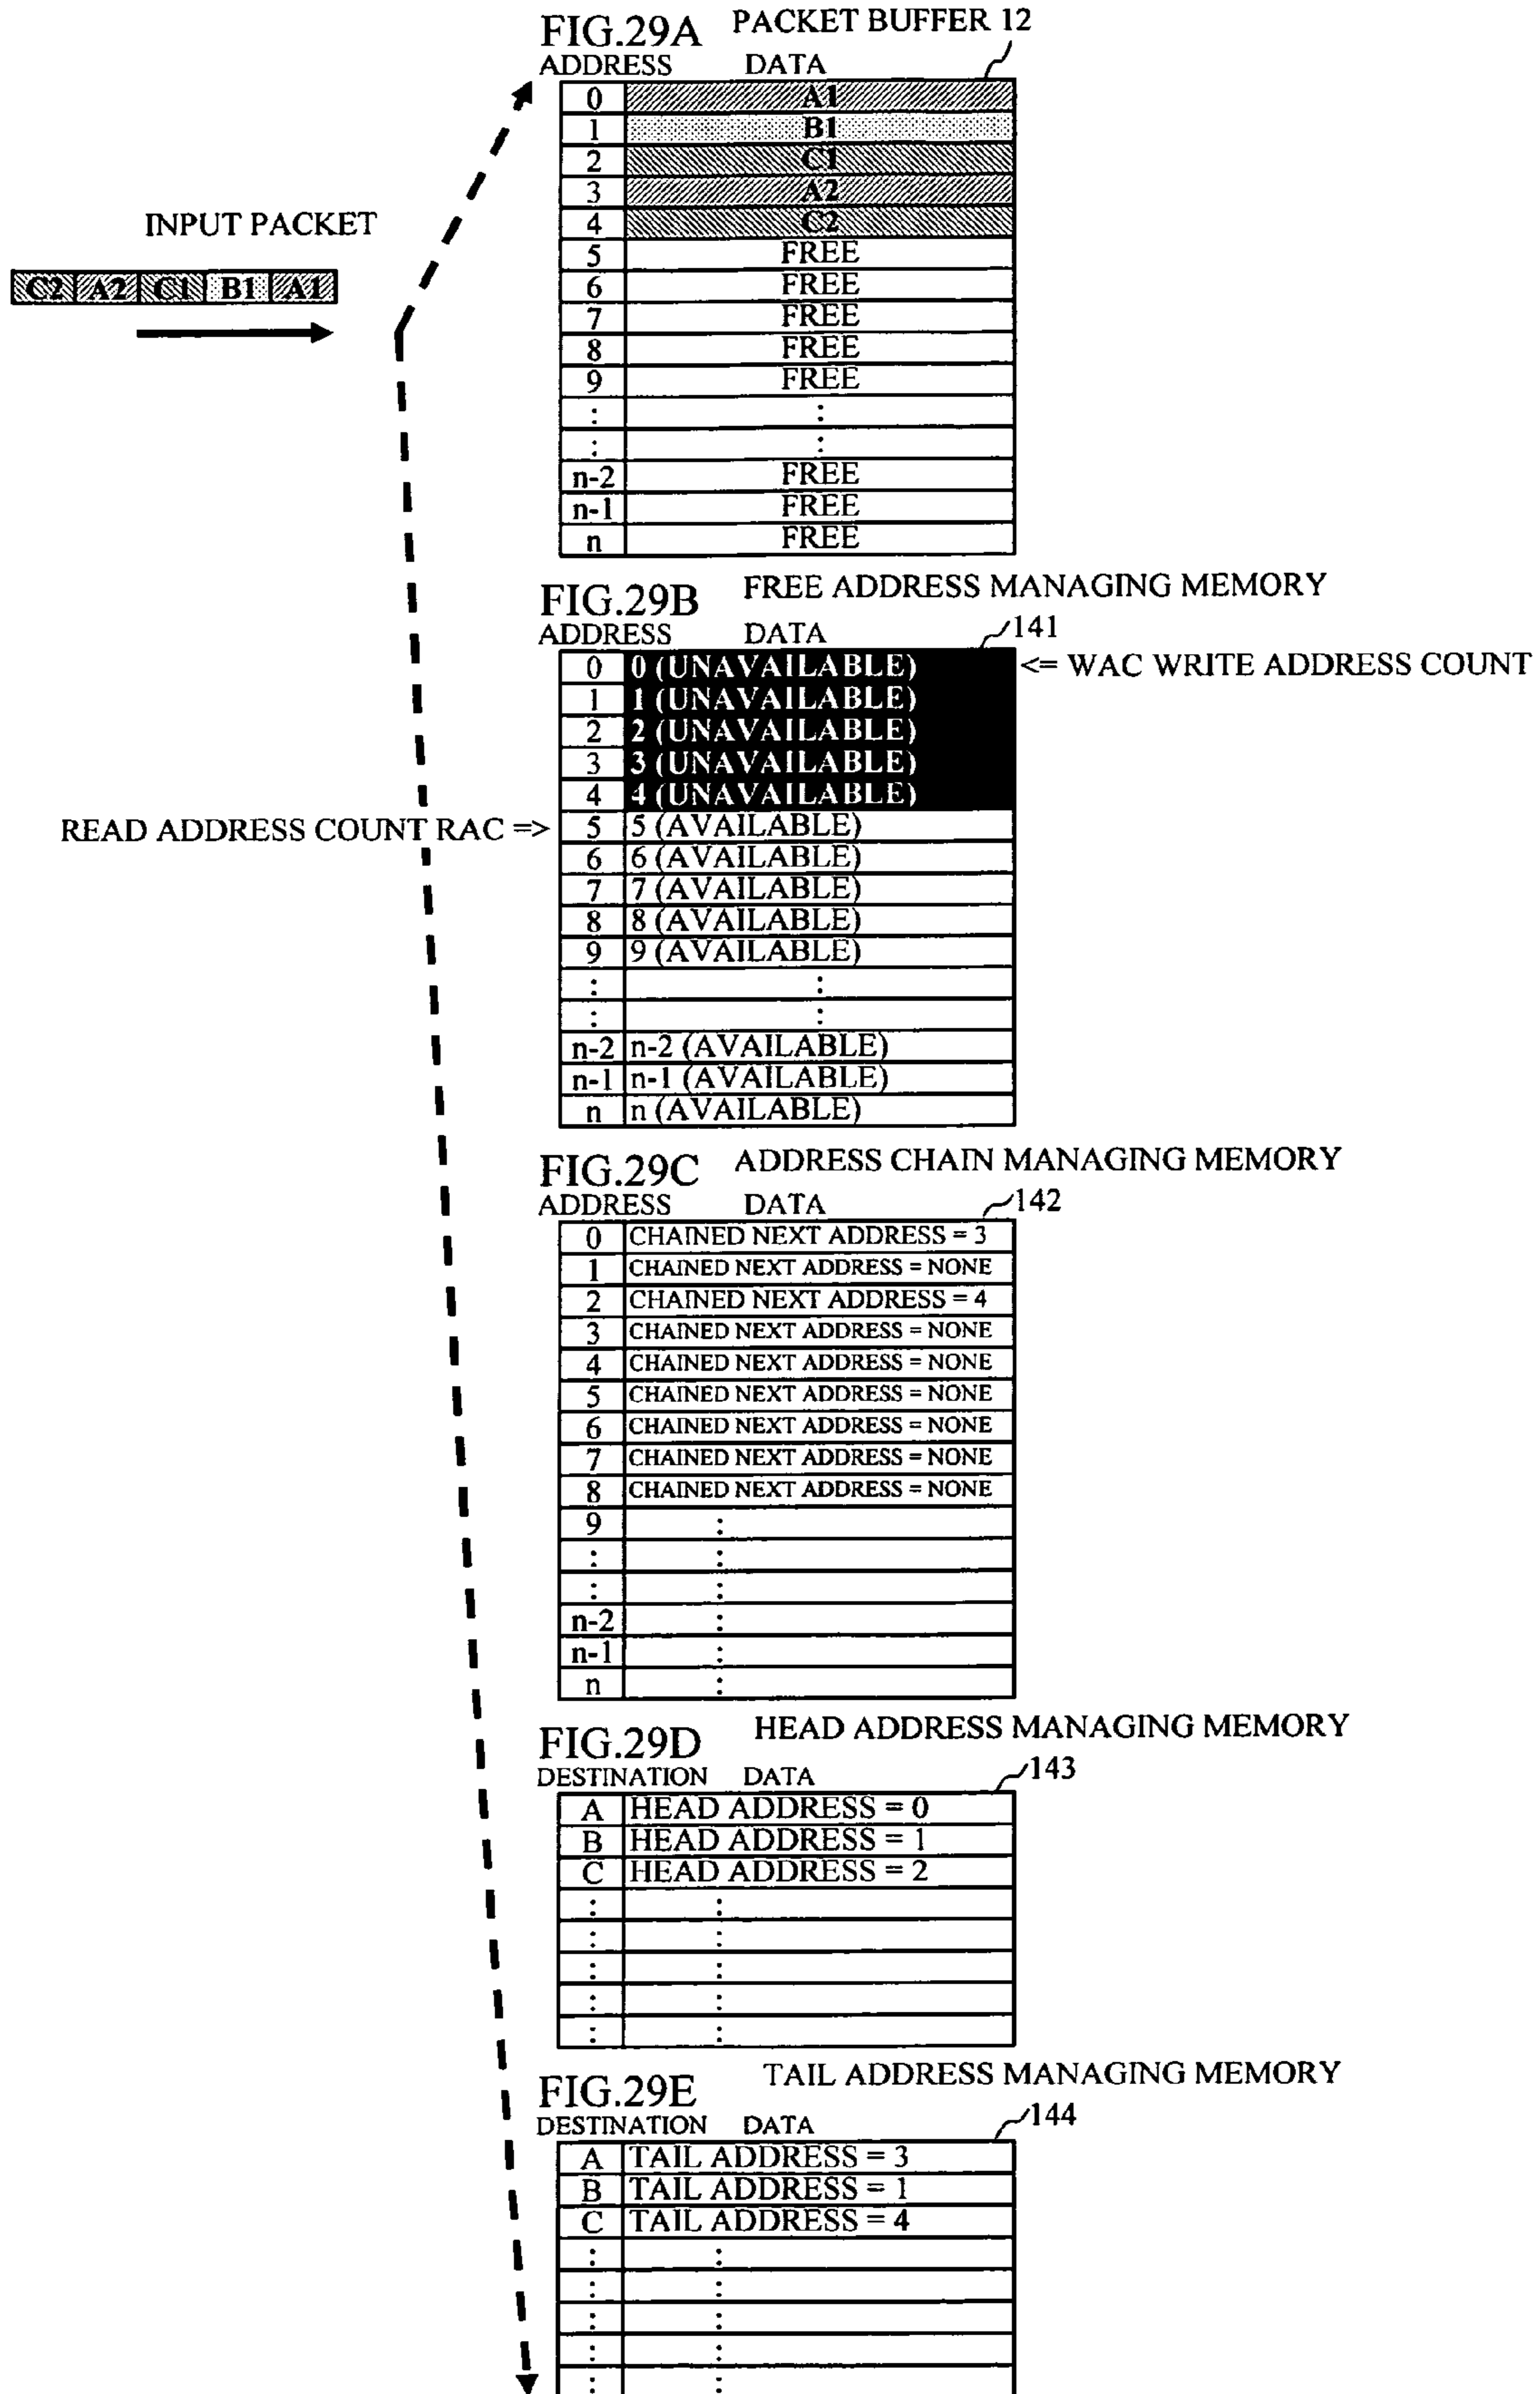 FIG.29A PACKET BUFFER 12
ADDRESS DATA
0 A1
1 B1
2 C1
3 A2
4 C2
5 FREE
6 FREE
7 FREE
8 FREE
9 FREE
: :
: :
n-2 FREE
n-1 FREE
n FREE
INPUT PACKET
C2 A2 C1 B1 A1
FIG.29B FREE ADDRESS MANAGING MEMORY
ADDRESS DATA 141
0 0 (UNAVAILABLE) <= WAC WRITE ADDRESS COUNT
1 1 (UNAVAILABLE)
2 2 (UNAVAILABLE)
3 3 (UNAVAILABLE)
4 4 (UNAVAILABLE)
READ ADDRESS COUNT RAC => 5 5 (AVAILABLE)
6 6 (AVAILABLE)
7 7 (AVAILABLE)
8 8 (AVAILABLE)
9 9 (AVAILABLE)
: :
: :
n-2 n-2 (AVAILABLE)
n-1 n-1 (AVAILABLE)
n n (AVAILABLE)
FIG.29C ADDRESS CHAIN MANAGING MEMORY
ADDRESS DATA 142
0 CHAINED NEXT ADDRESS = 3
1 CHAINED NEXT ADDRESS = NONE
2 CHAINED NEXT ADDRESS = 4
3 CHAINED NEXT ADDRESS = NONE
4 CHAINED NEXT ADDRESS = NONE
5 CHAINED NEXT ADDRESS = NONE
6 CHAINED NEXT ADDRESS = NONE
7 CHAINED NEXT ADDRESS = NONE
8 CHAINED NEXT ADDRESS = NONE
9 :
: :
: :
n-2 :
n-1 :
n :
FIG.29D HEAD ADDRESS MANAGING MEMORY
DESTINATION DATA 143
A HEAD ADDRESS = 0
B HEAD ADDRESS = 1
C HEAD ADDRESS = 2
: :
: :
: :
: :
: :
FIG.29E TAIL ADDRESS MANAGING MEMORY
DESTINATION DATA 144
A TAIL ADDRESS = 3
B TAIL ADDRESS = 1
C TAIL ADDRESS = 4
: :
: :
: :
: :
: :